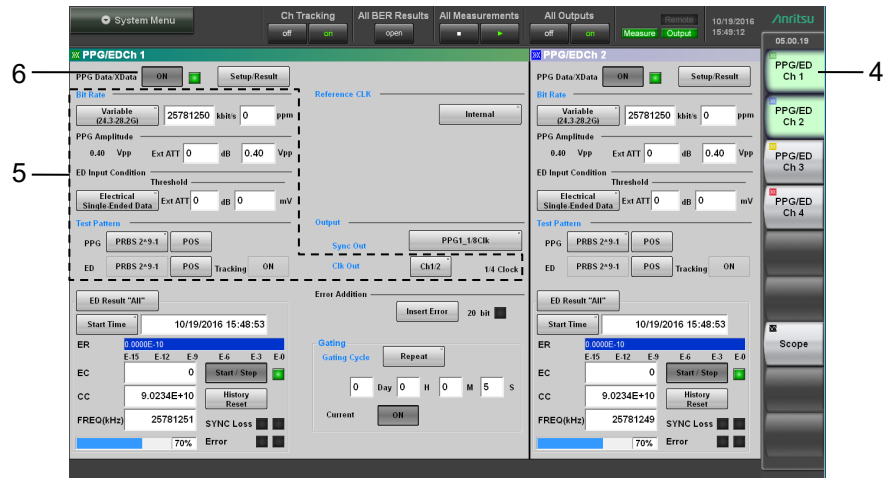 System Menu
Ch Tracking
off on
All BER Results
open
All Measurements
All Outputs
off on
Remote
Measure Output
10/19/2016
15:49:12
Anritsu
05.00.19
PPG/EDCh 1
6
PPG Data/XData ON Setup/Result
Bit Rate
Variable
(24.3-28.2G)
25781250 kbit/s 0 ppm
PPG Amplitude
0.40 Vpp Ext ATT 0 dB 0.40 Vpp
5
ED Input Condition
Threshold
Electrical
Single-Ended Data
Ext ATT 0 dB 0 mV
Test Pattern
PPG PRBS 2^9-1 POS
ED PRBS 2^9-1 POS Tracking ON
Reference CLK
Internal
Output
Sync Out PPG1_1/8Clk
Clk Out Ch1/2 1/4 Clock
ED Result "All"
Start Time 10/19/2016 15:48:53
ER 0.0000E-10
E-15 E-12 E-9 E-6 E-3 E-0
EC 0 Start / Stop
CC 9.0234E+10 History
Reset
FREQ(kHz) 25781251 SYNC Loss
70% Error
Error Addition
Insert Error 20 bit
Gating
Gating Cycle Repeat
0 Day 0 H 0 M 5 S
Current ON
PPG/EDCh 2
PPG Data/XData ON Setup/Result
Bit Rate
Variable
(24.3-28.2G)
25781250 kbit/s 0 ppm
PPG Amplitude
0.40 Vpp Ext ATT 0 dB 0.40 Vpp
ED Input Condition
Threshold
Electrical
Single-Ended Data
Ext ATT 0 dB 0 mV
Test Pattern
PPG PRBS 2^9-1 POS
ED PRBS 2^9-1 POS Tracking ON
ED Result "All"
Start Time 10/19/2016 15:48:53
ER 0.0000E-10
E-15 E-12 E-9 E-6 E-3 E-0
EC 0 Start / Stop
CC 9.0234E+10 History
Reset
FREQ(kHz) 25781249 SYNC Loss
70% Error
PPG/ED
Ch 1
4
PPG/ED
Ch 2
PPG/ED
Ch 3
PPG/ED
Ch 4
Scope